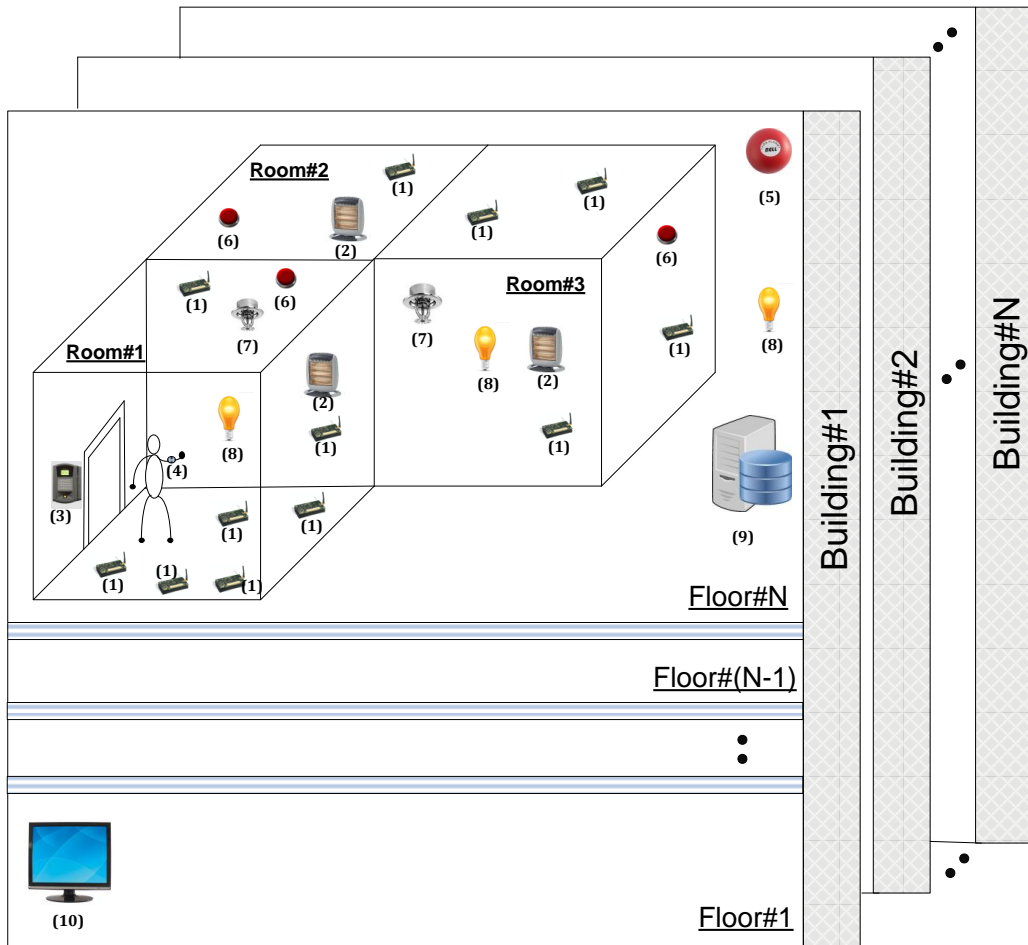 Room#2
(1)
(1)
(1)
(5)
(6)
(2)
(6)
(1)
(6)
Room#3
(7)
(7)
(1)
(8)
Room#1
(8)
(2)
(2)
(8)
(1)
(1)
(4)
(3)
(1)
(1)
(9)
(1)
(1)
(1)
Floor#N
Floor#(N-1)
(10)
Floor#1
Building#1
Building#2
Building#N
DELL